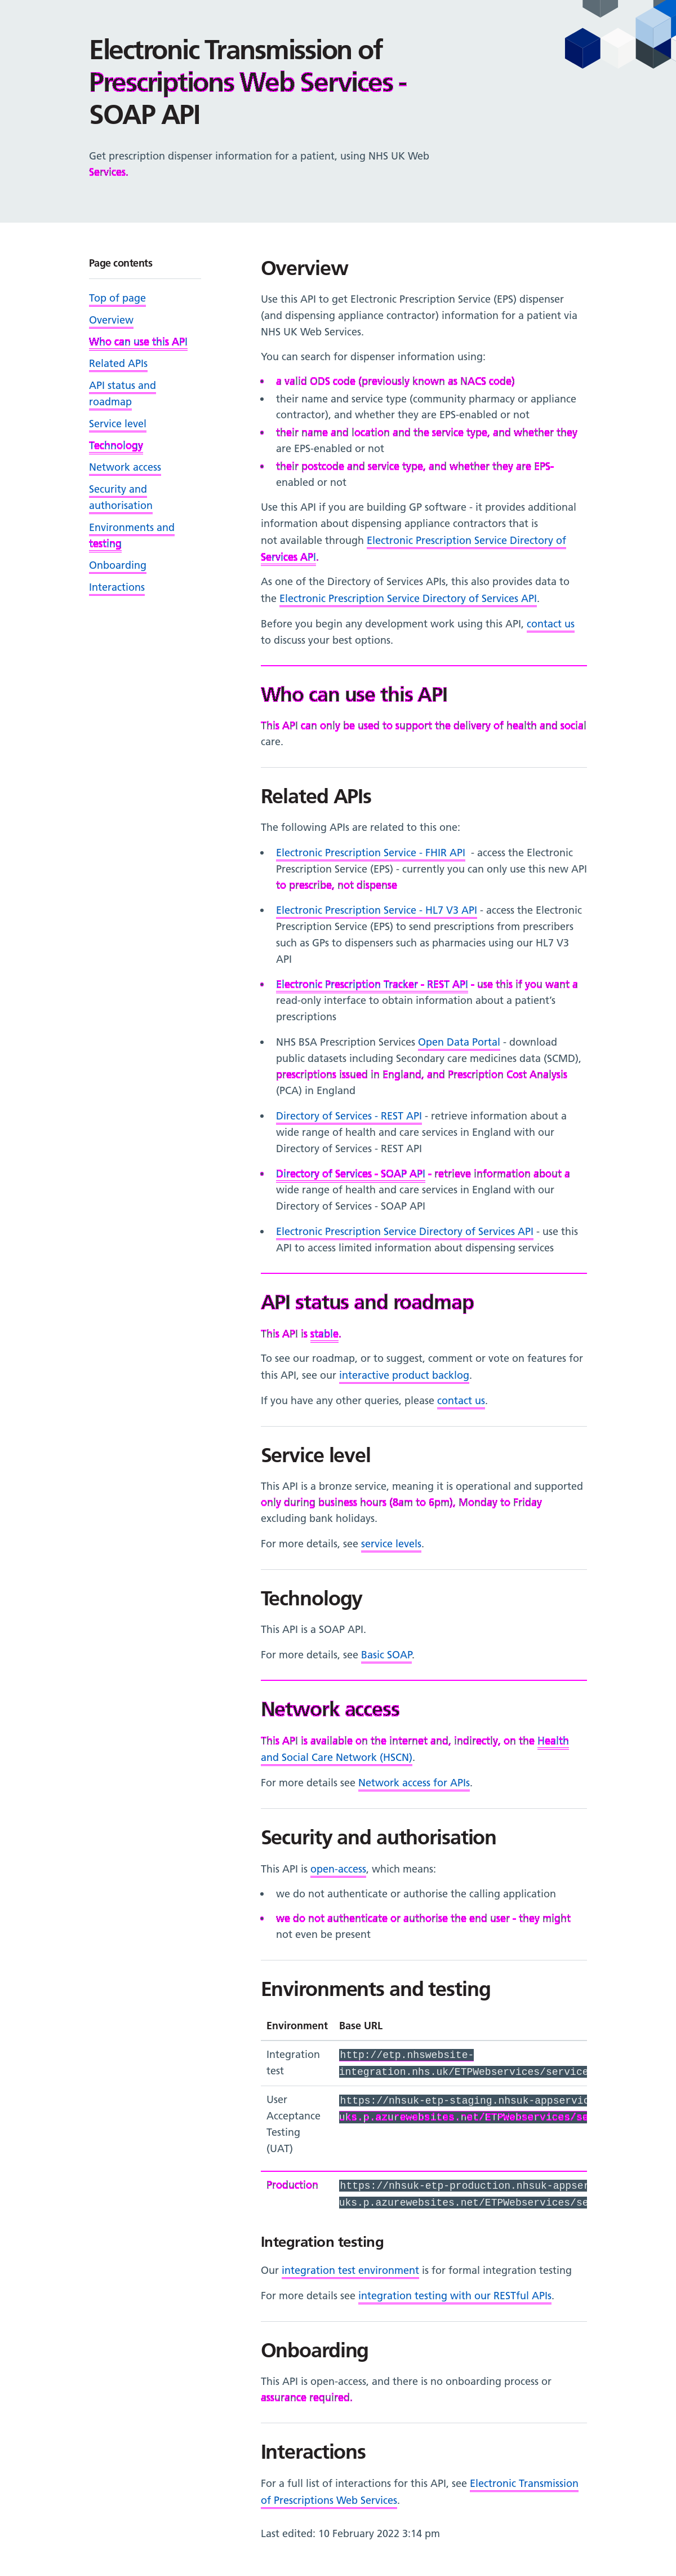 Electronic Transmission of
Prescriptions Web Services -
SOAP API
Get prescription dispenser information for a patient, using NHS UK Web
Services.
Page contents
Top of page
Overview
Who can use this API
Related APIs
API status and
roadmap
Service level
Technology
Network access
Security and
authorisation
Environments and
testing
Onboarding
Interactions
Overview
Use this API to get Electronic Prescription Service (EPS) dispenser
(and dispensing appliance contractor) information for a patient via
NHS UK Web Services.
You can search for dispenser information using:
• a valid ODS code (previously known as NACS code)
• their name and service type (community pharmacy or appliance
contractor), and whether they are EPS-enabled or not
• their name and location and the service type, and whether they
are EPS-enabled or not
• their postcode and service type, and whether they are EPS-
enabled or not
Use this API if you are building GP software - it provides additional
information about dispensing appliance contractors that is
not available through Electronic Prescription Service Directory of
Services API.
As one of the Directory of Services APIs, this also provides data to
the Electronic Prescription Service Directory of Services API.
Before you begin any development work using this API, contact us
to discuss your best options.
Who can use this API
This API can only be used to support the delivery of health and social
care.
Related APIs
The following APIs are related to this one:
• Electronic Prescription Service - FHIR API - access the Electronic
Prescription Service (EPS) - currently you can only use this new API
to prescribe, not dispense
• Electronic Prescription Service - HL7 V3 API - access the Electronic
Prescription Service (EPS) to send prescriptions from prescribers
such as GPs to dispensers such as pharmacies using our HL7 V3
API
• Electronic Prescription Tracker - REST API - use this if you want a
read-only interface to obtain information about a patient's
prescriptions
• NHS BSA Prescription Services Open Data Portal - download
public datasets including Secondary care medicines data (SCMD),
prescriptions issued in England, and Prescription Cost Analysis
(PCA) in England
• Directory of Services - REST API - retrieve information about a
wide range of health and care services in England with our
Directory of Services - REST API
• Directory of Services - SOAP API - retrieve information about a
wide range of health and care services in England with our
Directory of Services - SOAP API
• Electronic Prescription Service Directory of Services API - use this
API to access limited information about dispensing services
API status and roadmap
This API is stable.
To see our roadmap, or to suggest, comment or vote on features for
this API, see our interactive product backlog.
If you have any other queries, please contact us.
Service level
This API is a bronze service, meaning it is operational and supported
only during business hours (8am to 6pm), Monday to Friday
excluding bank holidays.
For more details, see service levels.
Technology
This API is a SOAP API.
For more details, see Basic SOAP.
Network access
This API is available on the internet and, indirectly, on the Health
and Social Care Network (HSCN).
For more details see Network access for APIs.
Security and authorisation
This API is open-access, which means:
• we do not authenticate or authorise the calling application
• we do not authenticate or authorise the end user - they might
not even be present
Environments and testing
Environment Base URL
Integration http://etp.nhswebsite-
test integration.nhs.uk/ETPWebservices/service
User https://nhsuk-etp-staging.nhsuk-appservic
Acceptance uks.p.azurewebsites.net/ETPWebservices/se
Testing
(UAT)
Production https://nhsuk-etp-production.nhsuk-appser
uks.p.azurewebsites.net/ETPWebservices/se
Integration testing
Our integration test environment is for formal integration testing
For more details see integration testing with our RESTful APIs.
Onboarding
This API is open-access, and there is no onboarding process or
assurance required.
Interactions
For a full list of interactions for this API, see Electronic Transmission
of Prescriptions Web Services.
Last edited: 10 February 2022 3:14 pm